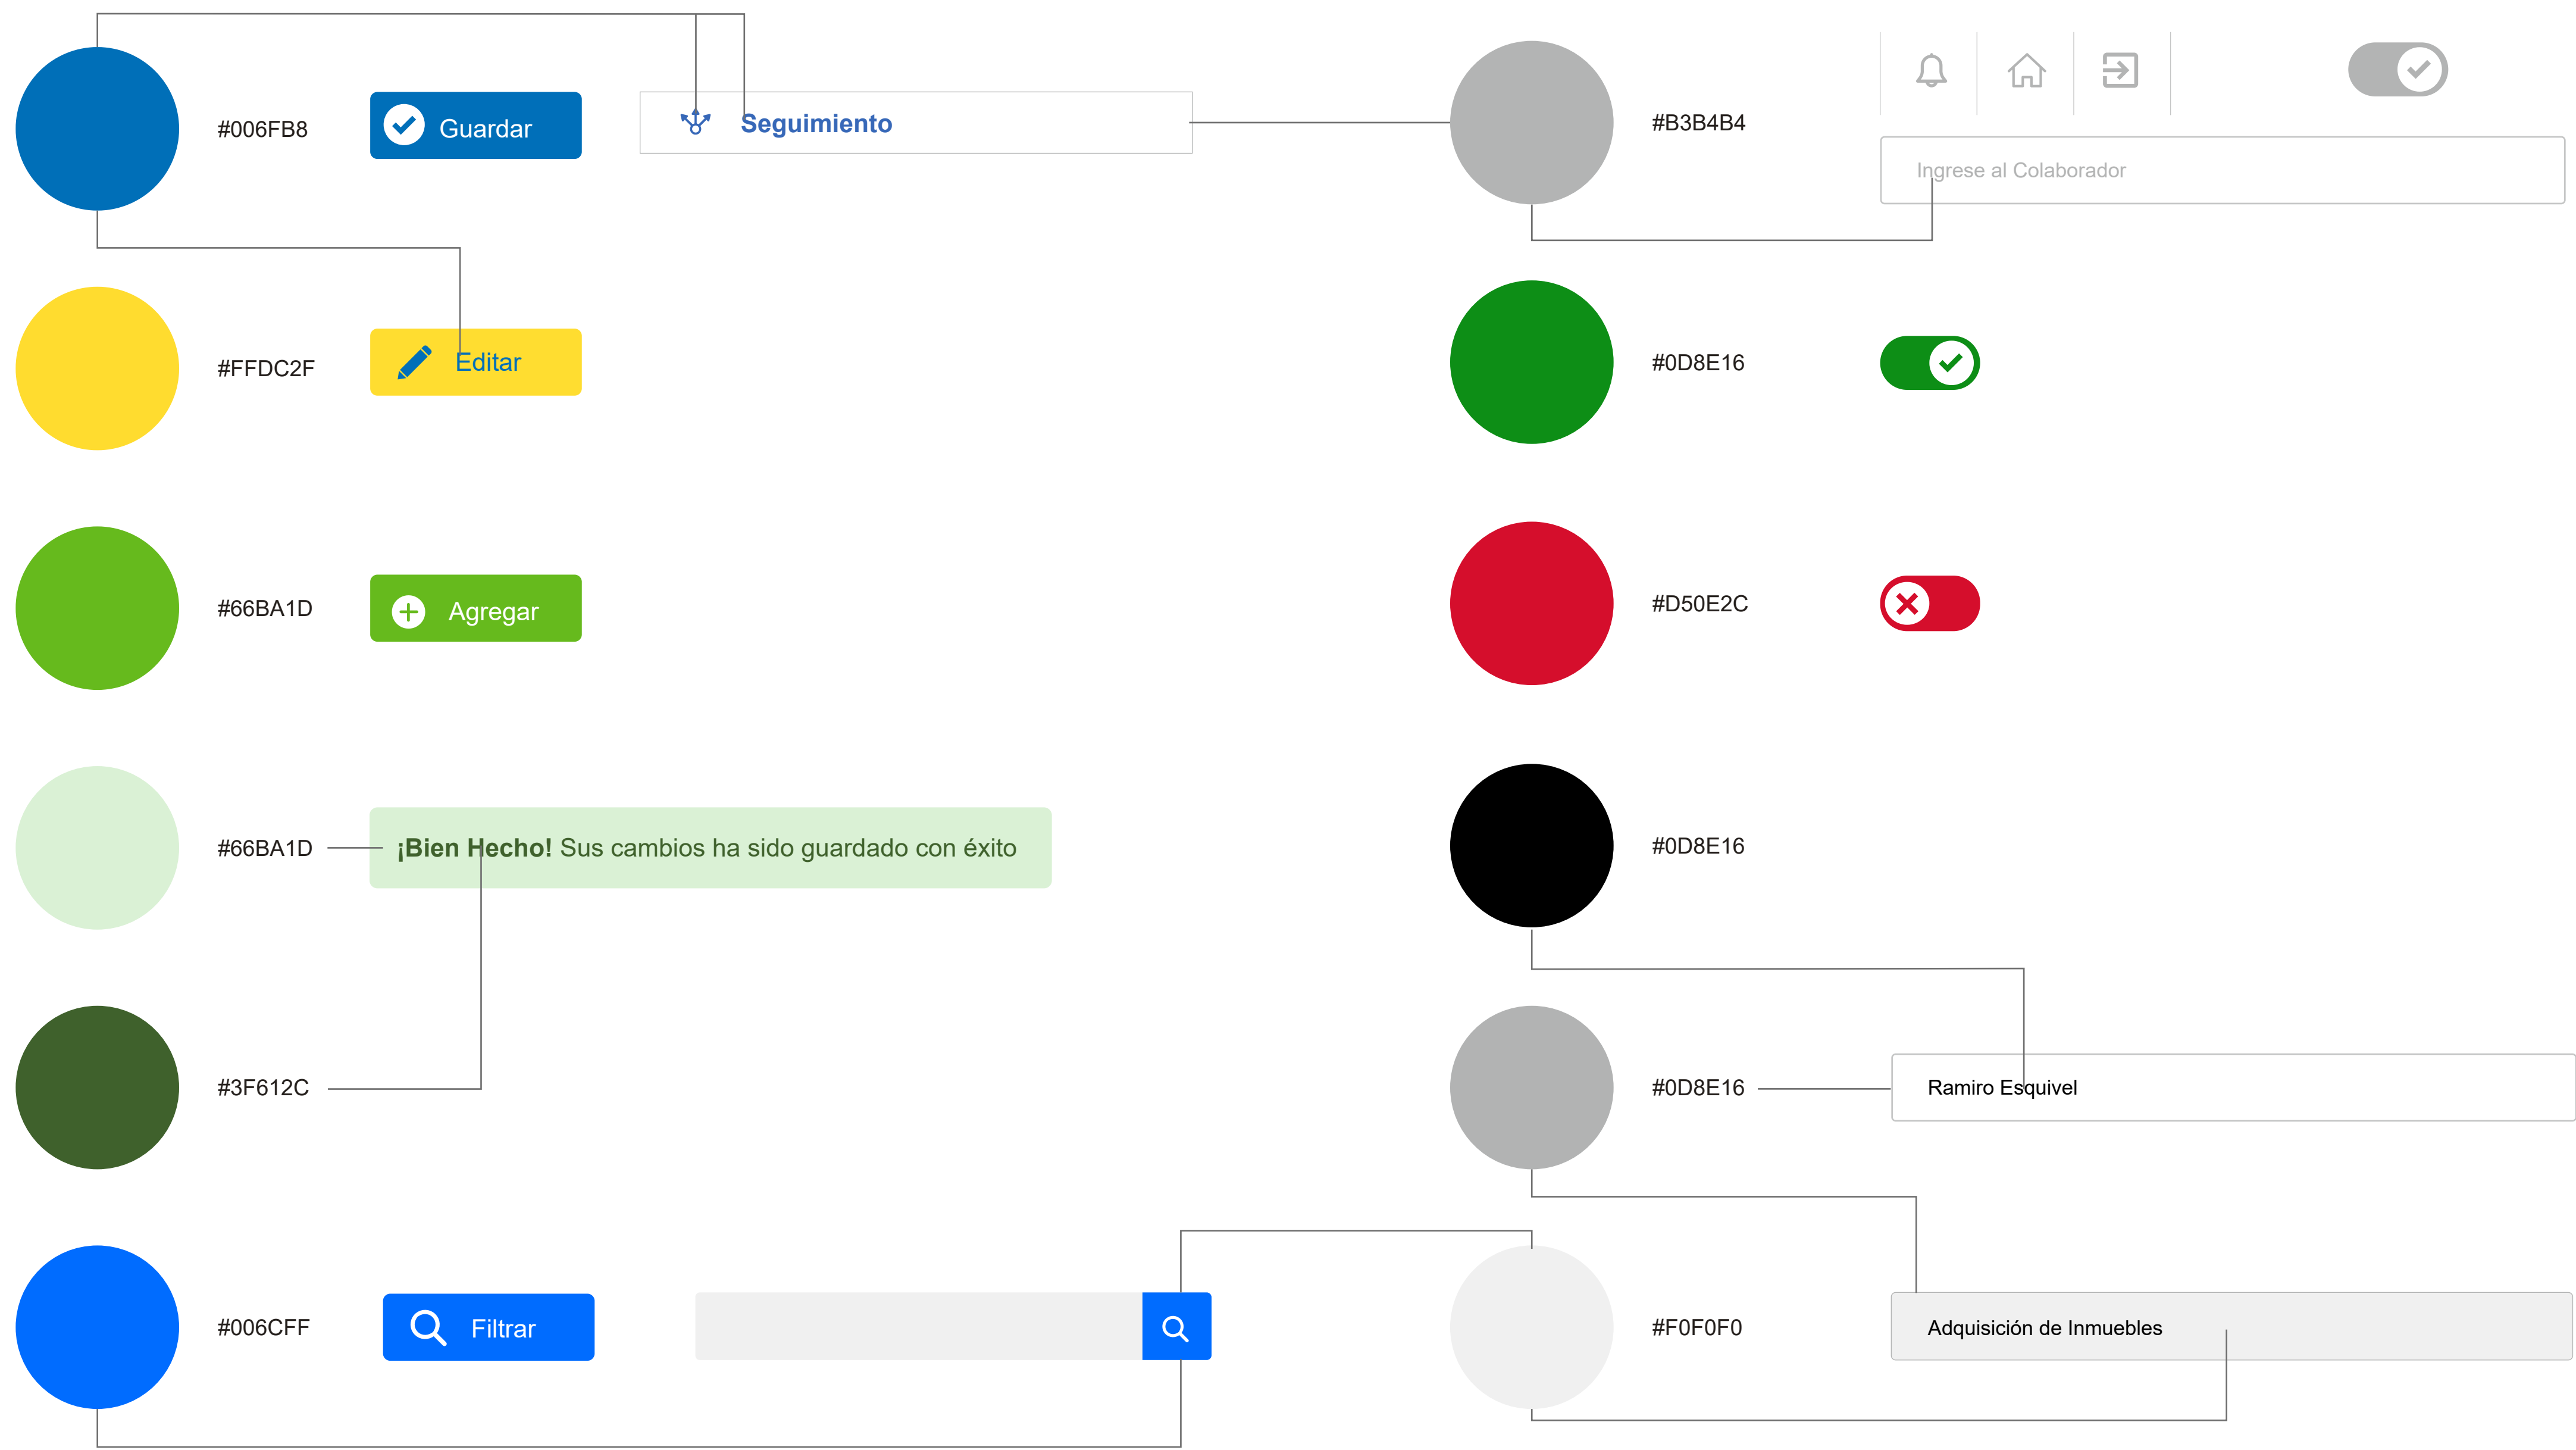 #006FB8
Guardar
Seguimiento
#B3B4B4
Ingrese al Colaborador
#FFDC2F
Editar
#0D8E16
#66BA1D
Agregar
#D50E2C
#66BA1D
¡Bien Hecho! Sus cambios ha sido guardado con éxito
#0D8E16
#3F612C
#0D8E16
Ramiro Esquivel
#006CFF
Filtrar
#F0F0F0
Adquisición de Inmuebles